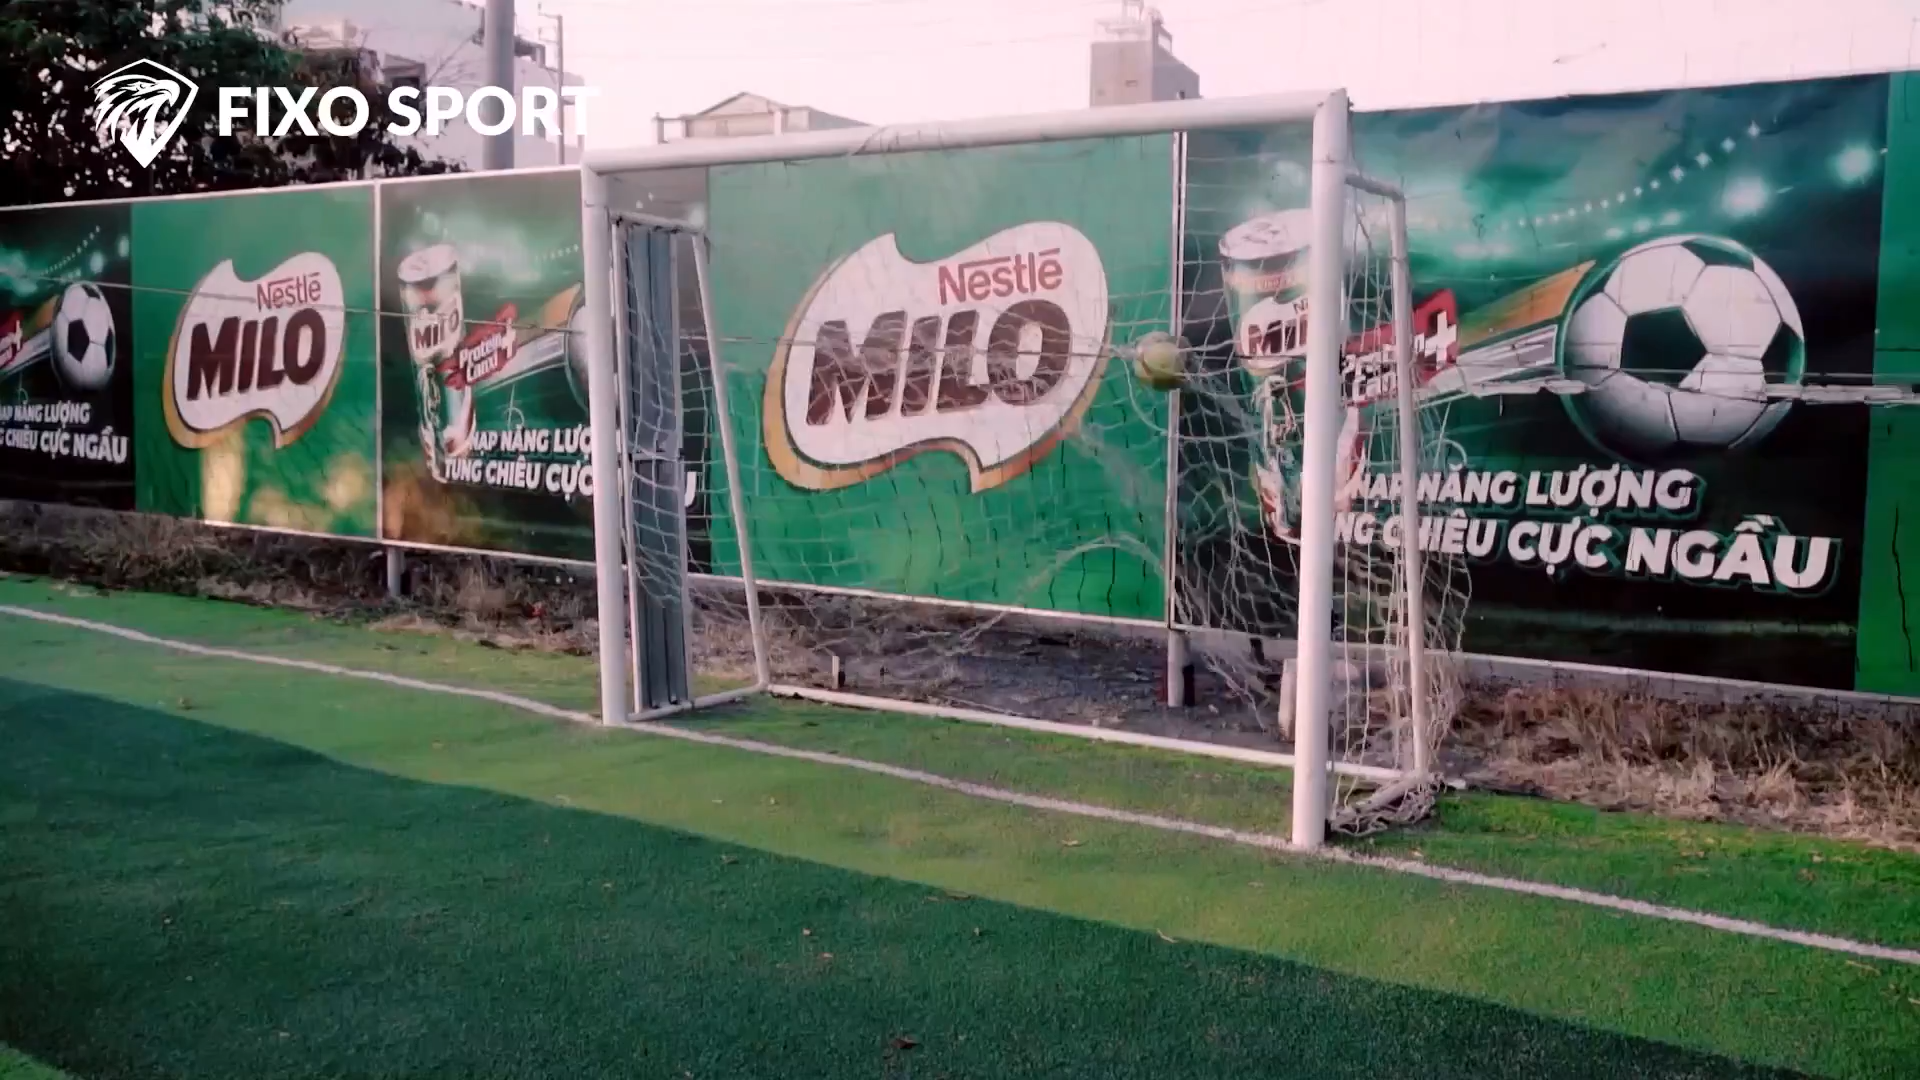 FIXO SPORT
NẠP NĂNG LƯỢNG
CHIÊU CỰC NGẦU
Nestlé
MILO
MILO
Protein
Canxi+
NẠP NĂNG LƯỢ
TUNG CHIÊU CỰC
U
Nestlé
MILO
MIL
NẠP NĂNG LƯỢNG
NG CHIÊU CỰC NGẦU